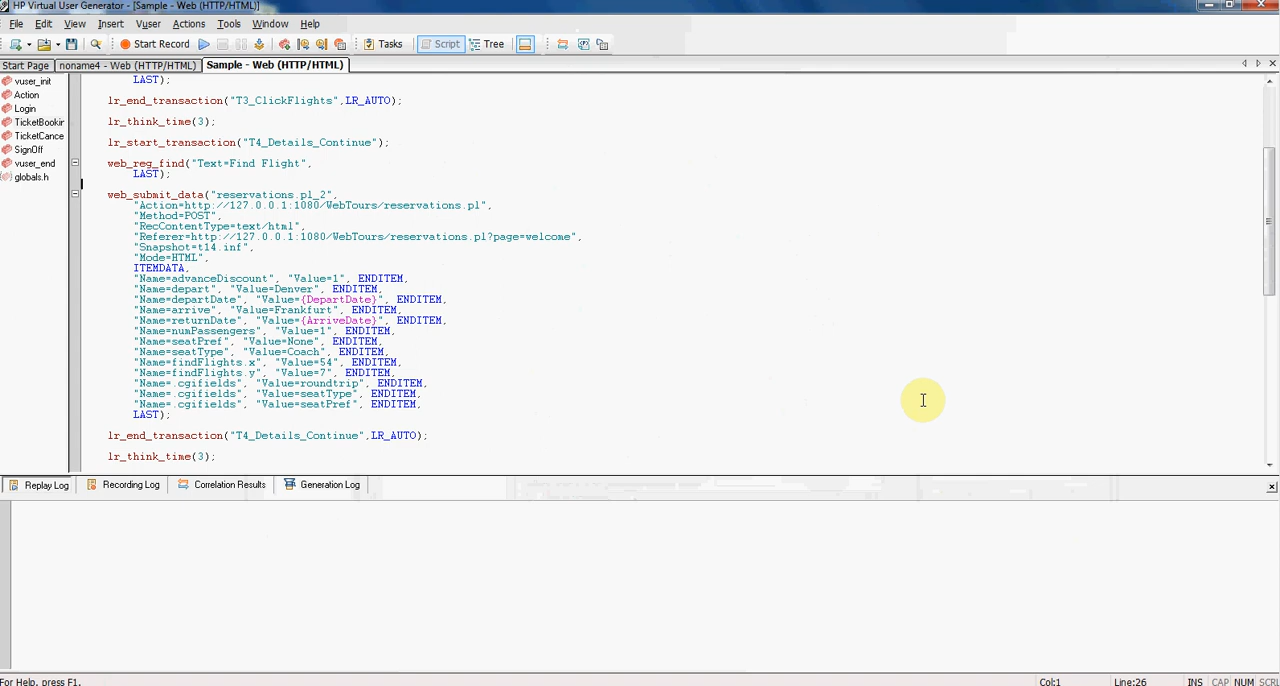 HP Virtual User Generator - [Sample - Web (HTTP/HTML)]
File Edit View Insert Vuser Actions Tools Window Help
Start Record Tasks Script Tree
Start Page noname4 - Web (HTTP/HTML) Sample - Web (HTTP/HTML)
vuser_init
Action
Login
TicketBookin
TicketCance
SignOff
vuser_end
globals.h
LAST);
lr_end_transaction("T3_ClickFlights",LR_AUTO);
lr_think_time(3);
lr_start_transaction("T4_Details_Continue");
web_reg_find("Text=Find Flight",
LAST);
web_submit_data("reservations.pl_2",
"Action=http://127.0.0.1:1080/WebTours/reservations.pl",
"Method=POST",
"RecContentType=text/html",
"Referer=http://127.0.0.1:1080/WebTours/reservations.pl?page=welcome",
"Snapshot=t14.inf",
"Mode=HTML",
ITEMDATA,
"Name=advanceDiscount", "Value=1", ENDITEM,
"Name=depart", "Value=Denver", ENDITEM,
"Name=departDate", "Value={DepartDate}", ENDITEM,
"Name=arrive", "Value=Frankfurt", ENDITEM,
"Name=returnDate", "Value={ArriveDate}", ENDITEM,
"Name=numPassengers", "Value=1", ENDITEM,
"Name=seatPref", "Value=None", ENDITEM,
"Name=seatType", "Value=Coach", ENDITEM,
"Name=findFlights.x", "Value=54", ENDITEM,
"Name=findFlights.y", "Value=7", ENDITEM,
"Name=.cgifields", "Value=roundtrip", ENDITEM,
"Name=.cgifields", "Value=seatType", ENDITEM,
"Name=.cgifields", "Value=seatPref", ENDITEM,
LAST);
lr_end_transaction("T4_Details_Continue",LR_AUTO);
lr_think_time(3);
Replay Log Recording Log Correlation Results Generation Log
For Help, press F1. Col:1 Line:26 INS CAP NUM SCRL